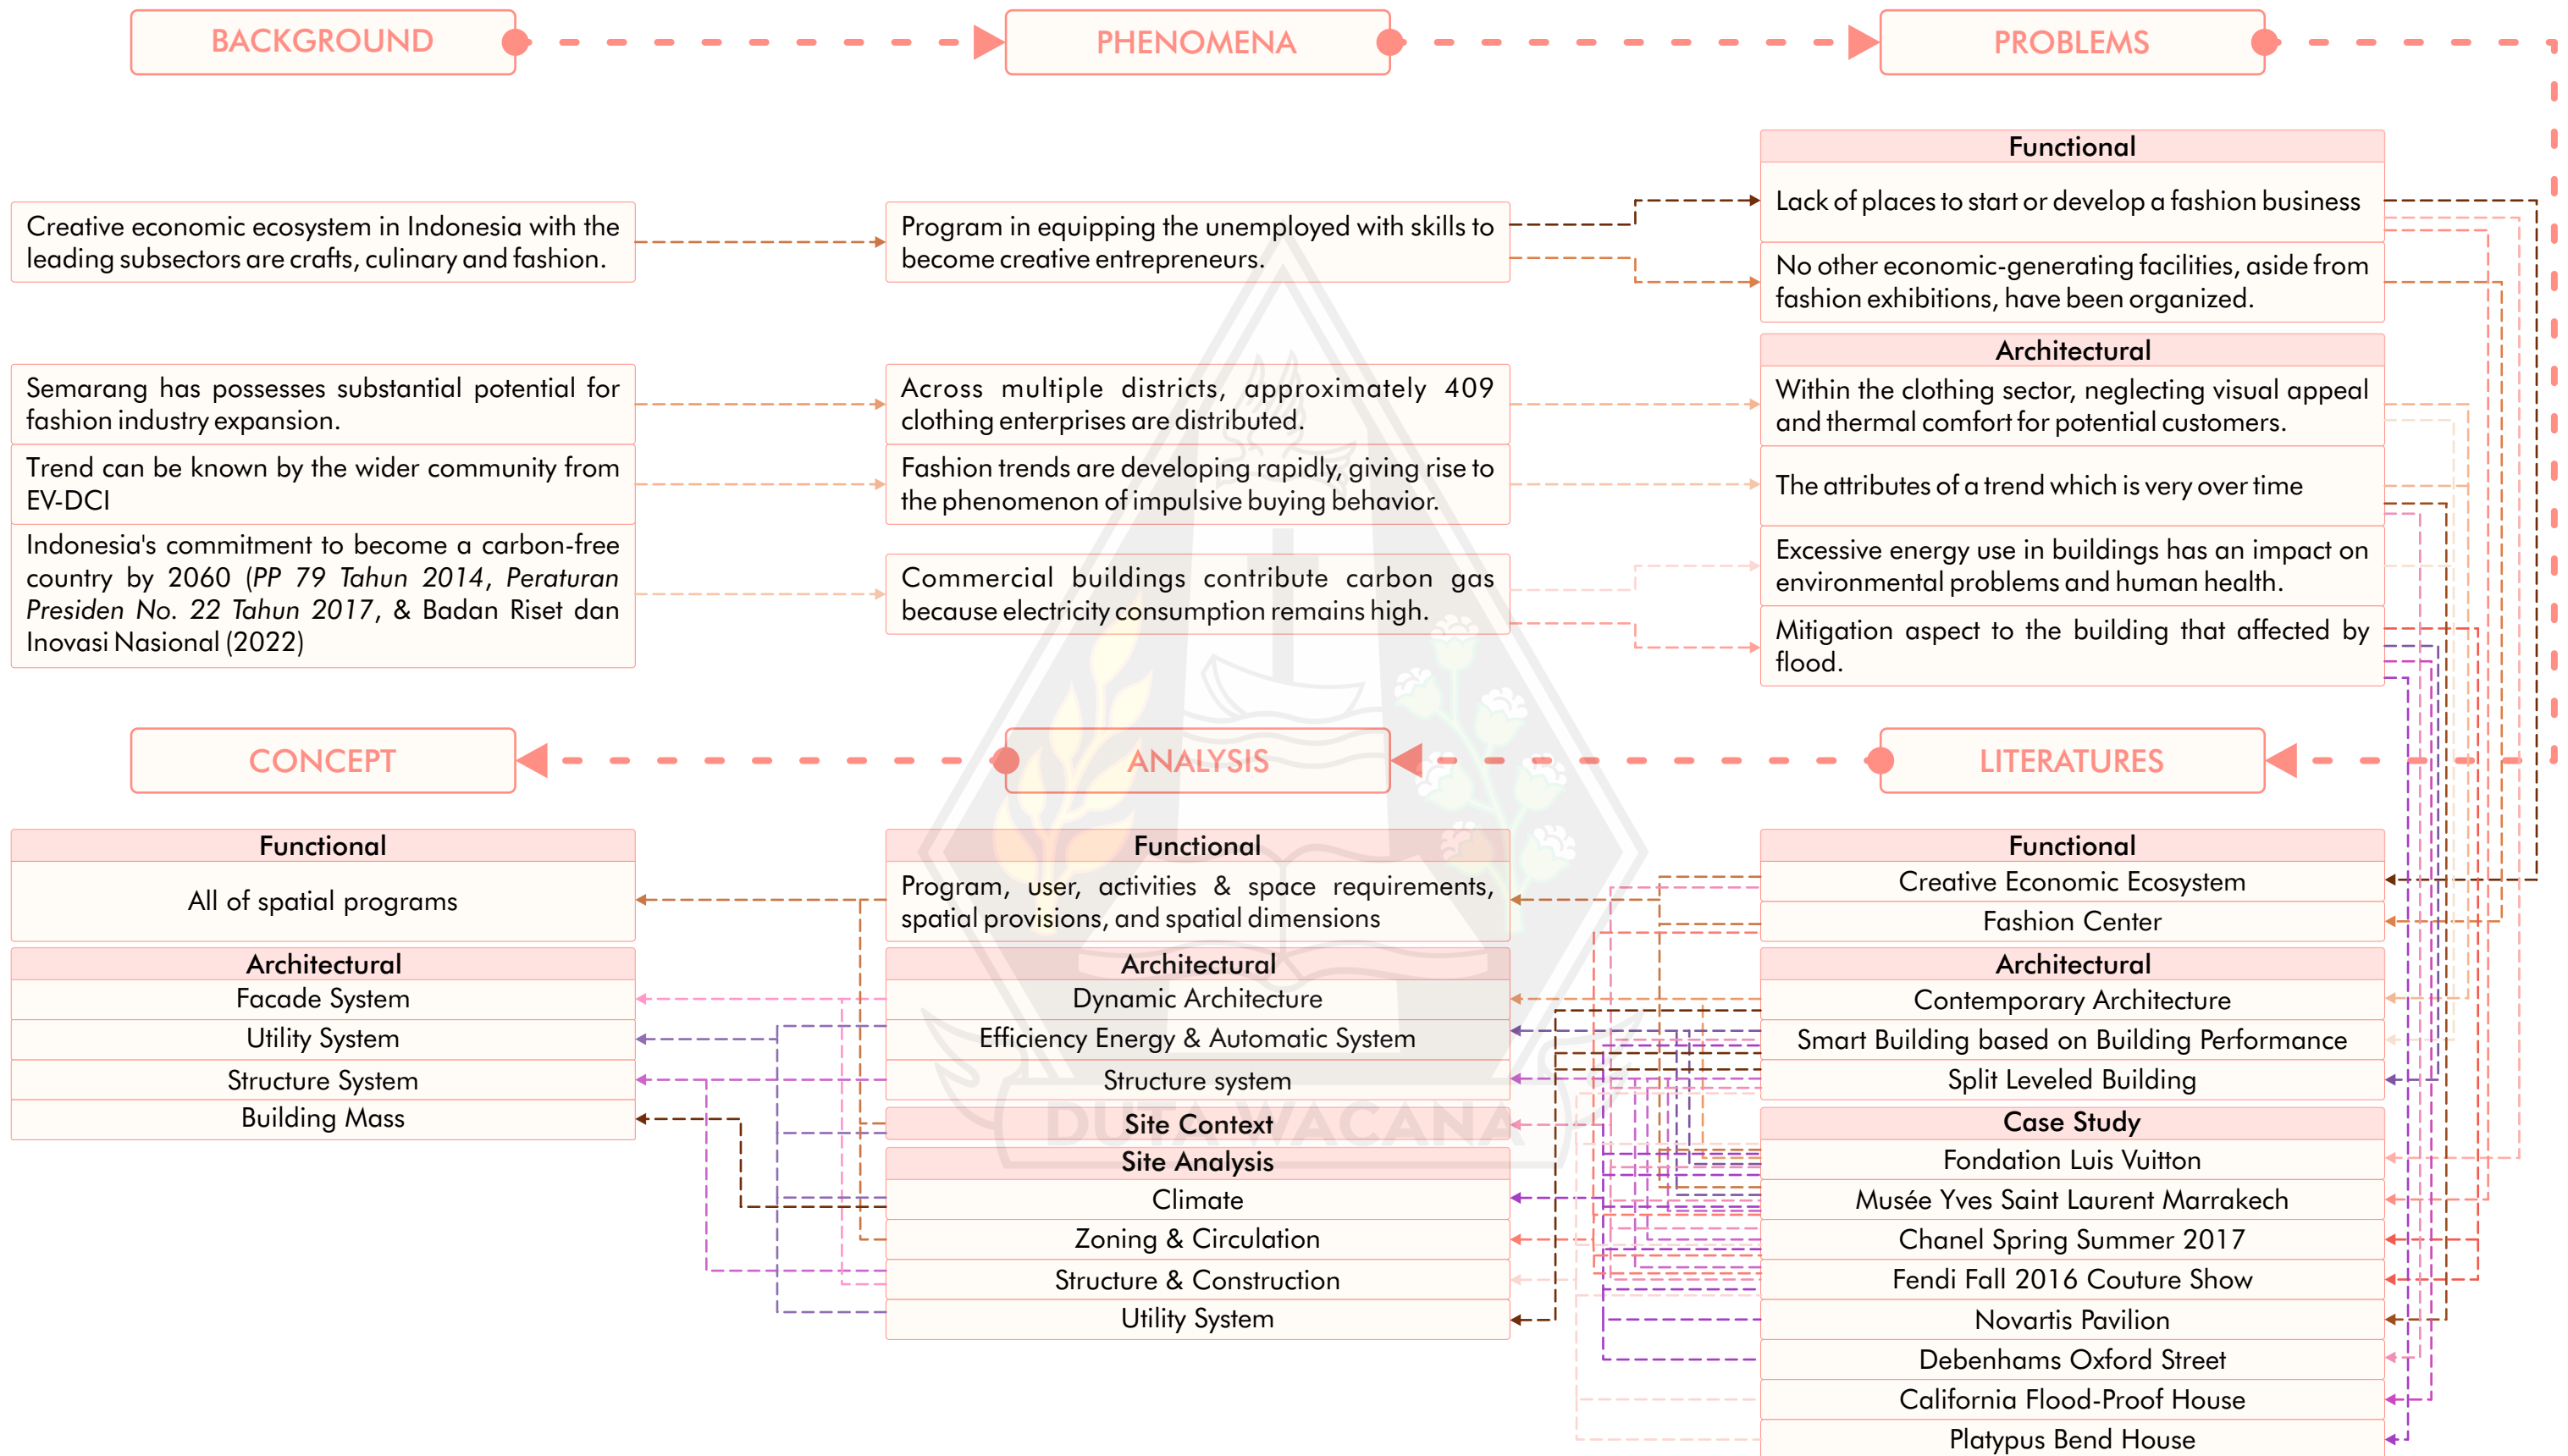 BACKGROUND
PHENOMENA
PROBLEMS
Creative economic ecosystem in Indonesia with the
leading subsectors are crafts, culinary and fashion.
Semarang has possesses substantial potential for
fashion industry expansion.
Trend can be known by the wider community from
EV-DCI
Indonesia's commitment to become a carbon-free
country by 2060 (PP 79 Tahun 2014, Peraturan
Presiden No. 22 Tahun 2017, & Badan Riset dan
Inovasi Nasional (2022)
Program in equipping the unemployed with skills to
become creative entrepreneurs.
Across multiple districts, approximately 409
clothing enterprises are distributed.
Fashion trends are developing rapidly, giving rise to
the phenomenon of impulsive buying behavior.
Commercial buildings contribute carbon gas
because electricity consumption remains high.
Functional
Lack of places to start or develop a fashion business
No other economic-generating facilities, aside from
fashion exhibitions, have been organized.
Architectural
Within the clothing sector, neglecting visual appeal
and thermal comfort for potential customers.
The attributes of a trend which is very over time
Excessive energy use in buildings has an impact on
environmental problems and human health.
Mitigation aspect to the building that affected by
flood.
CONCEPT
ANALYSIS
LITERATURES
Functional
All of spatial programs
Architectural
Facade System
Utility System
Structure System
Building Mass
Functional
Program, user, activities & space requirements,
spatial provisions, and spatial dimensions
Architectural
Dynamic Architecture
Efficiency Energy & Automatic System
Structure system
Site Context
Site Analysis
Climate
Zoning & Circulation
Structure & Construction
Utility System
Functional
Creative Economic Ecosystem
Fashion Center
Architectural
Contemporary Architecture
Smart Building based on Building Performance
Split Leveled Building
Case Study
Fondation Luis Vuitton
Musée Yves Saint Laurent Marrakech
Chanel Spring Summer 2017
Fendi Fall 2016 Couture Show
Novartis Pavilion
Debenhams Oxford Street
California Flood-Proof House
Platypus Bend House
DUTA WACANA